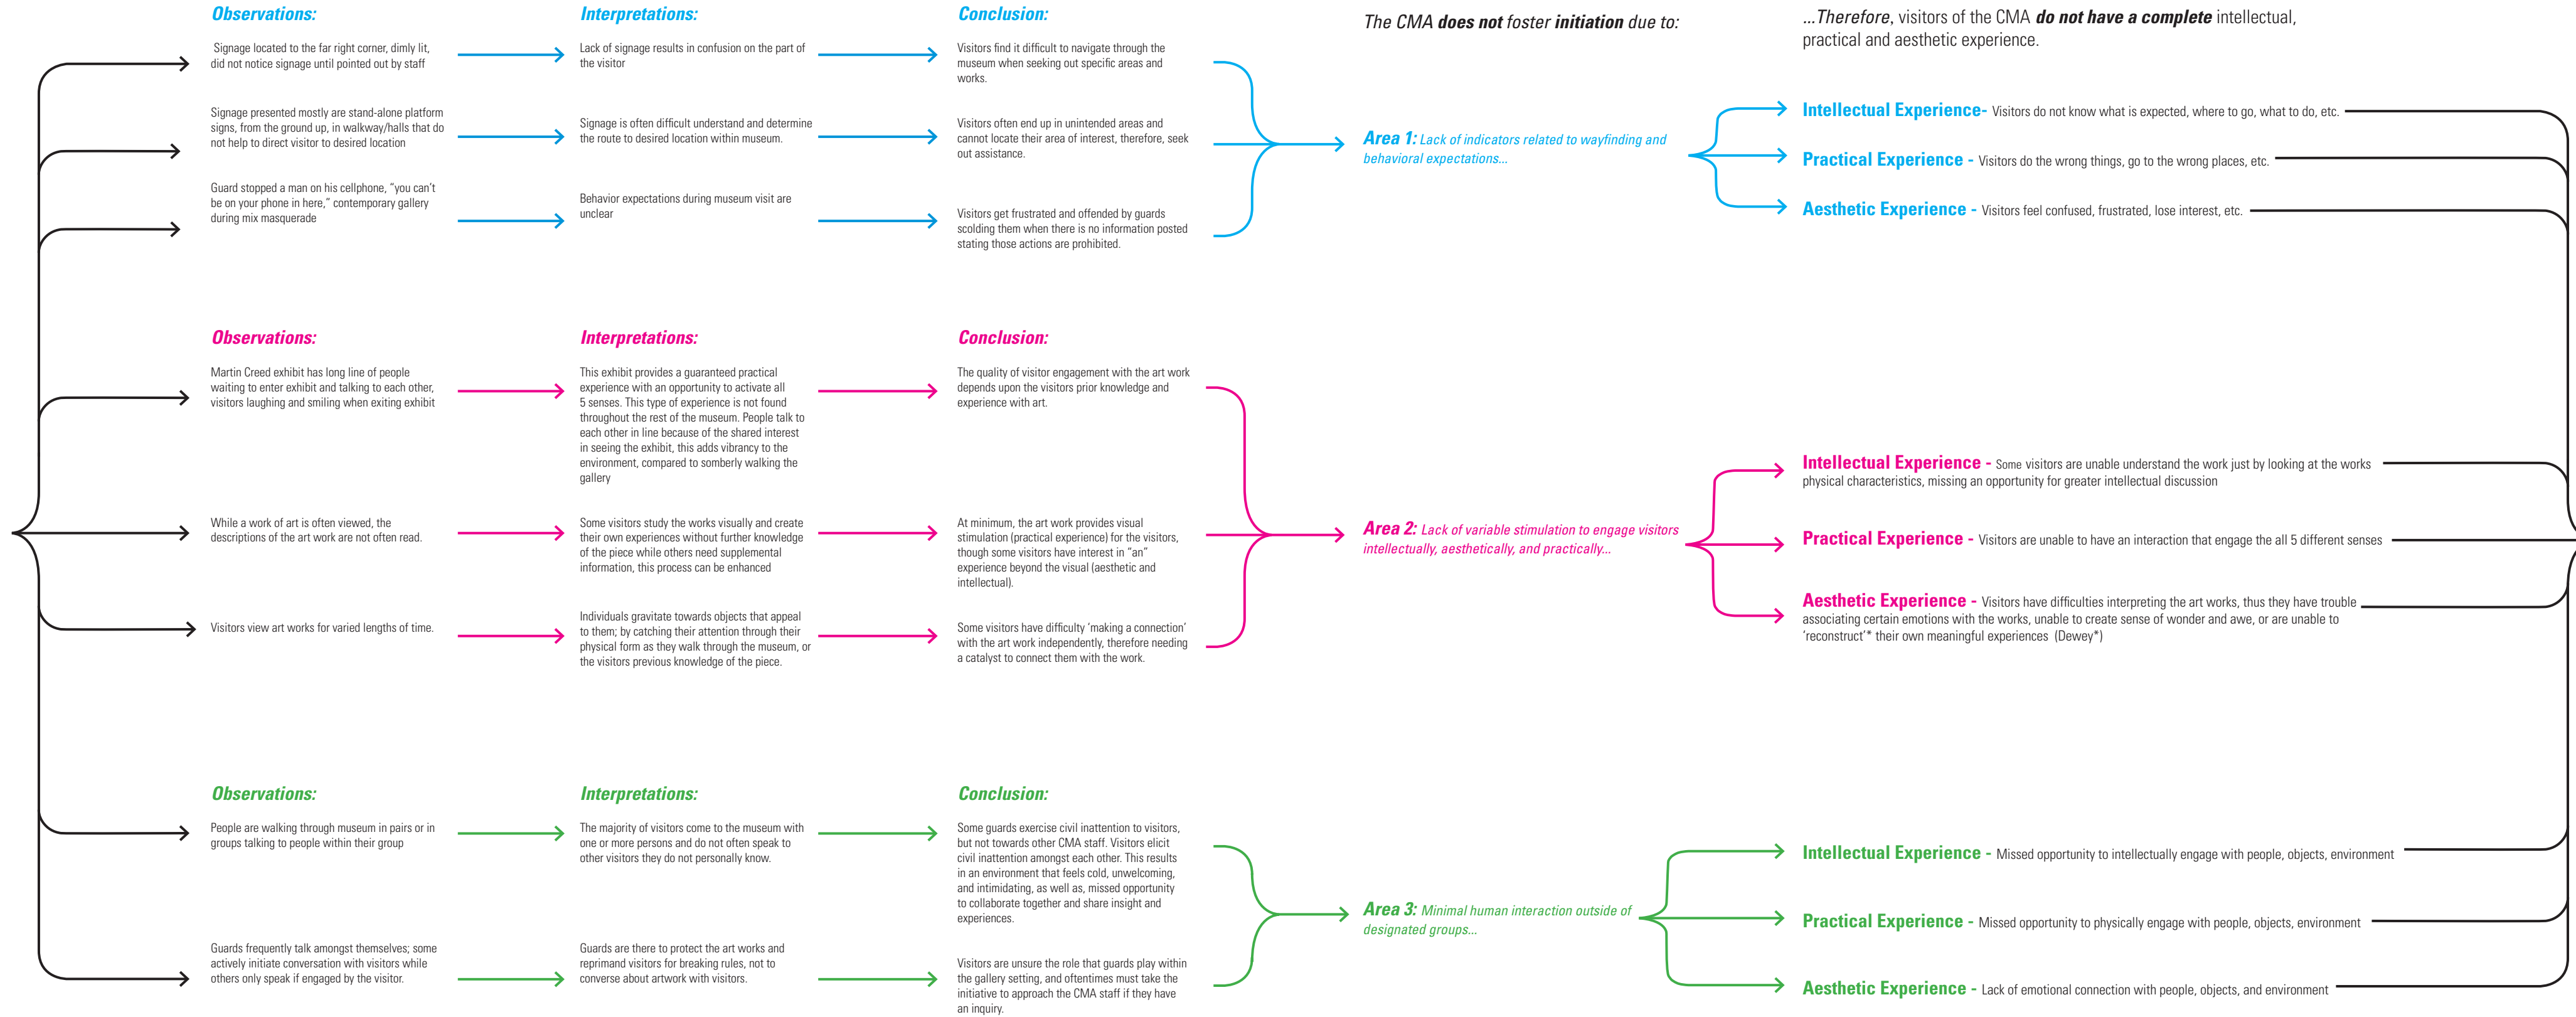 Observations:
Interpretations:
Conclusion:
The CMA does not foster initiation due to:
...Therefore, visitors of the CMA do not have a complete intellectual,
practical and aesthetic experience.
Signage located to the far right corner, dimly lit,
did not notice signage until pointed out by staff
Lack of signage results in confusion on the part of
the visitor
Visitors find it difficult to navigate through the
museum when seeking out specific areas and
works.
Signage presented mostly are stand-alone platform
signs, from the ground up, in walkway/halls that do
not help to direct visitor to desired location
Signage is often difficult understand and determine
the route to desired location within museum.
Visitors often end up in unintended areas and
cannot locate their area of interest, therefore, seek
out assistance.
Guard stopped a man on his cellphone, "you can't
be on your phone in here," contemporary gallery
during mix masquerade
Behavior expectations during museum visit are
unclear
Visitors get frustrated and offended by guards
scolding them when there is no information posted
stating those actions are prohibited.
Area 1: Lack of indicators related to wayfinding and
behavioral expectations...
Intellectual Experience- Visitors do not know what is expected, where to go, what to do, etc.
Practical Experience - Visitors do the wrong things, go to the wrong places, etc.
Aesthetic Experience - Visitors feel confused, frustrated, lose interest, etc.
Observations:
Interpretations:
Conclusion:
Martin Creed exhibit has long line of people
waiting to enter exhibit and talking to each other,
visitors laughing and smiling when exiting exhibit
This exhibit provides a guaranteed practical
experience with an opportunity to activate all
5 senses. This type of experience is not found
throughout the rest of the museum. People talk to
each other in line because of the shared interest
in seeing the exhibit, this adds vibrancy to the
environment, compared to somberly walking the
gallery
The quality of visitor engagement with the art work
depends upon the visitors prior knowledge and
experience with art.
While a work of art is often viewed, the
descriptions of the art work are not often read.
Some visitors study the works visually and create
their own experiences without further knowledge
of the piece while others need supplemental
information, this process can be enhanced
At minimum, the art work provides visual
stimulation (practical experience) for the visitors,
though some visitors have interest in "an"
experience beyond the visual (aesthetic and
intellectual).
Visitors view art works for varied lengths of time.
Individuals gravitate towards objects that appeal
to them; by catching their attention through their
physical form as they walk through the museum, or
the visitors previous knowledge of the piece.
Some visitors have difficulty 'making a connection'
with the art work independently, therefore needing
a catalyst to connect them with the work.
Area 2: Lack of variable stimulation to engage visitors
intellectually, aesthetically, and practically...
Intellectual Experience - Some visitors are unable understand the work just by looking at the works
physical characteristics, missing an opportunity for greater intellectual discussion
Practical Experience - Visitors are unable to have an interaction that engage the all 5 different senses
Aesthetic Experience - Visitors have difficulties interpreting the art works, thus they have trouble
associating certain emotions with the works, unable to create sense of wonder and awe, or are unable to
'reconstruct'* their own meaningful experiences (Dewey*)
Observations:
Interpretations:
Conclusion:
People are walking through museum in pairs or in
groups talking to people within their group
The majority of visitors come to the museum with
one or more persons and do not often speak to
other visitors they do not personally know.
Some guards exercise civil inattention to visitors,
but not towards other CMA staff. Visitors elicit
civil inattention amongst each other. This results
in an environment that feels cold, unwelcoming,
and intimidating, as well as, missed opportunity
to collaborate together and share insight and
experiences.
Guards frequently talk amongst themselves; some
actively initiate conversation with visitors while
others only speak if engaged by the visitor.
Guards are there to protect the art works and
reprimand visitors for breaking rules, not to
converse about artwork with visitors.
Visitors are unsure the role that guards play within
the gallery setting, and oftentimes must take the
initiative to approach the CMA staff if they have
an inquiry.
Area 3: Minimal human interaction outside of
designated groups...
Intellectual Experience - Missed opportunity to intellectually engage with people, objects, environment
Practical Experience - Missed opportunity to physically engage with people, objects, environment
Aesthetic Experience - Lack of emotional connection with people, objects, and environment